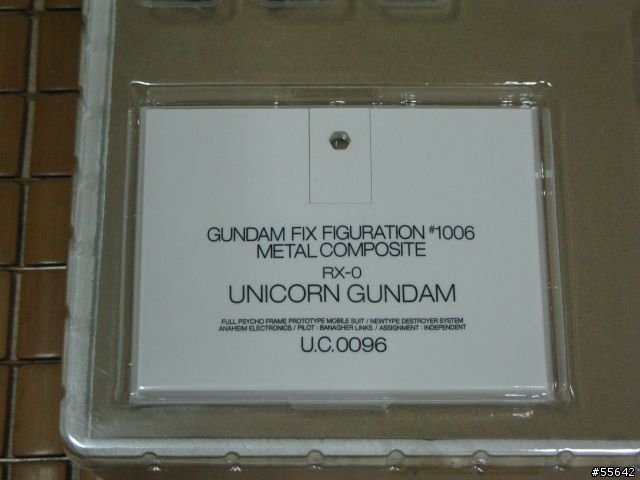 GUNDAM FIX FIGURATION #1006
METAL COMPOSITE
RX-0
UNICORN GUNDAM
FULL PSYCHO FRAME PROTOTYPE MOBILE SUIT / NEWTYPE DESTROYER SYSTEM
ANAHEIM ELECTRONICS / PILOT : BANAGHER LINKS / ASSIGNMENT : INDEPENDENT
U.C.0096
#55642